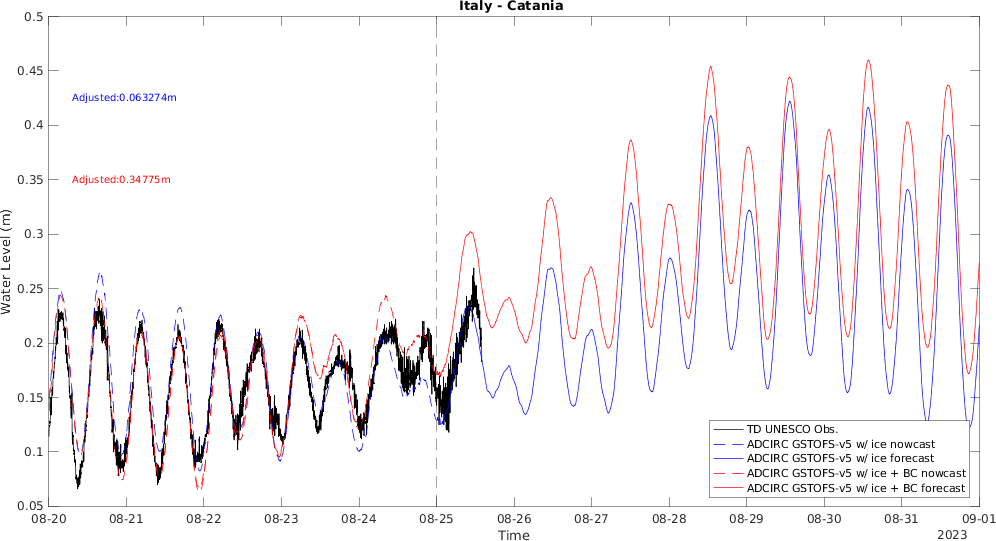 Italy - Catania
0.5
0.45
0.4
0.35
0.3
0.25
0.2
0.15
0.1
0.05
Water Level (m)
Adjusted:0.063274m
Adjusted:0.34775m
TD UNESCO Obs.
ADCIRC GSTOFS-v5 w/ ice nowcast
ADCIRC GSTOFS-v5 w/ ice forecast
ADCIRC GSTOFS-v5 w/ ice + BC nowcast
ADCIRC GSTOFS-v5 w/ ice + BC forecast
08-20 08-21 08-22 08-23 08-24 08-25 08-26 08-27 08-28 08-29 08-30 08-31 09-01
Time
2023